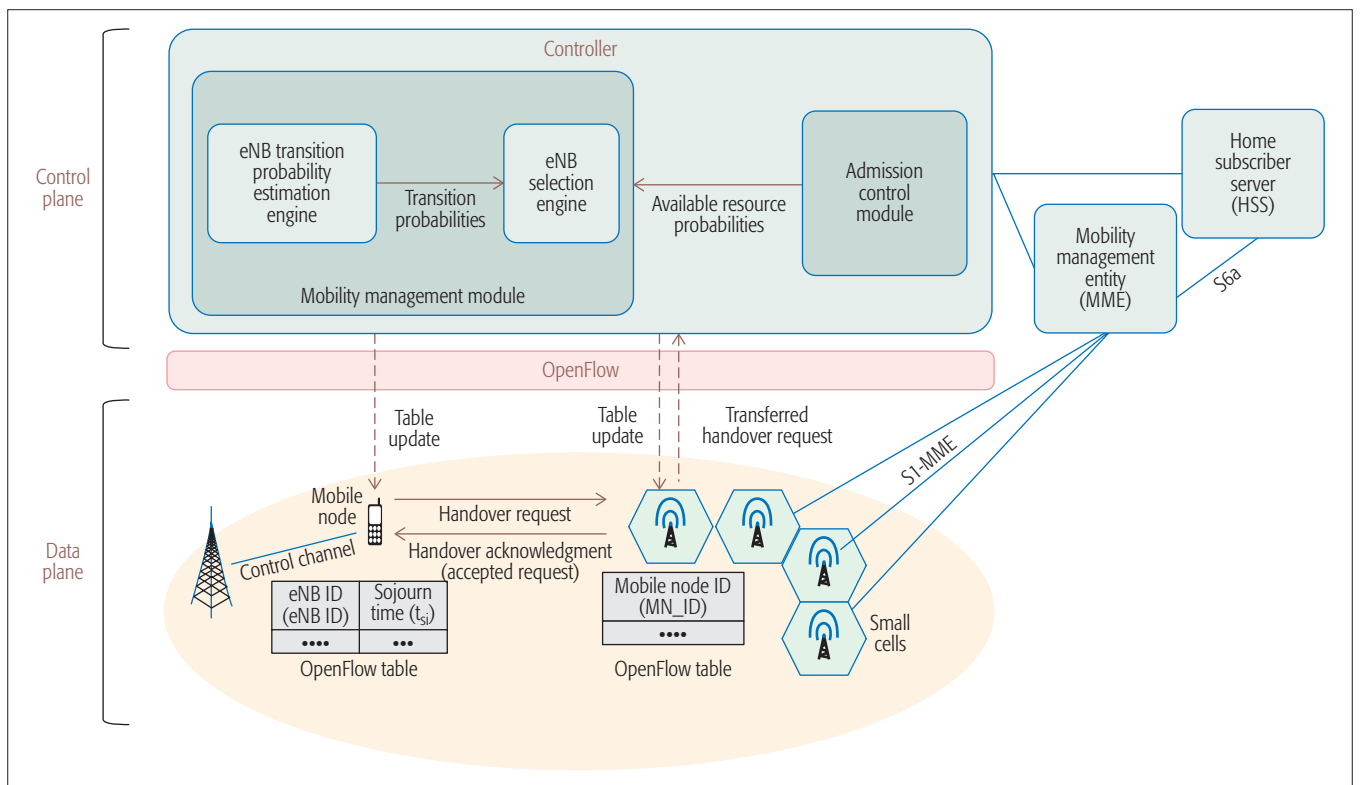 Controller
Control
plane
eNB transition
probability
estimation
engine
Transition
probabilities
eNB
selection
engine
Mobility management module
Available resource
probabilities
Admission
control
module
Home
subscriber
server
(HSS)
Mobility
management
entity
(MME)
S6a
OpenFlow
Table
update
Table
update
Transferred
handover request
S1-MME
Data
plane
Mobile
node
Control channel
Handover request
Handover acknowledgment
(accepted request)
eNB ID
(eNB ID)
Sojourn
time (tsi)
••••
•••
OpenFlow table
Mobile node ID
(MN_ID)
••••
OpenFlow table
Small
cells